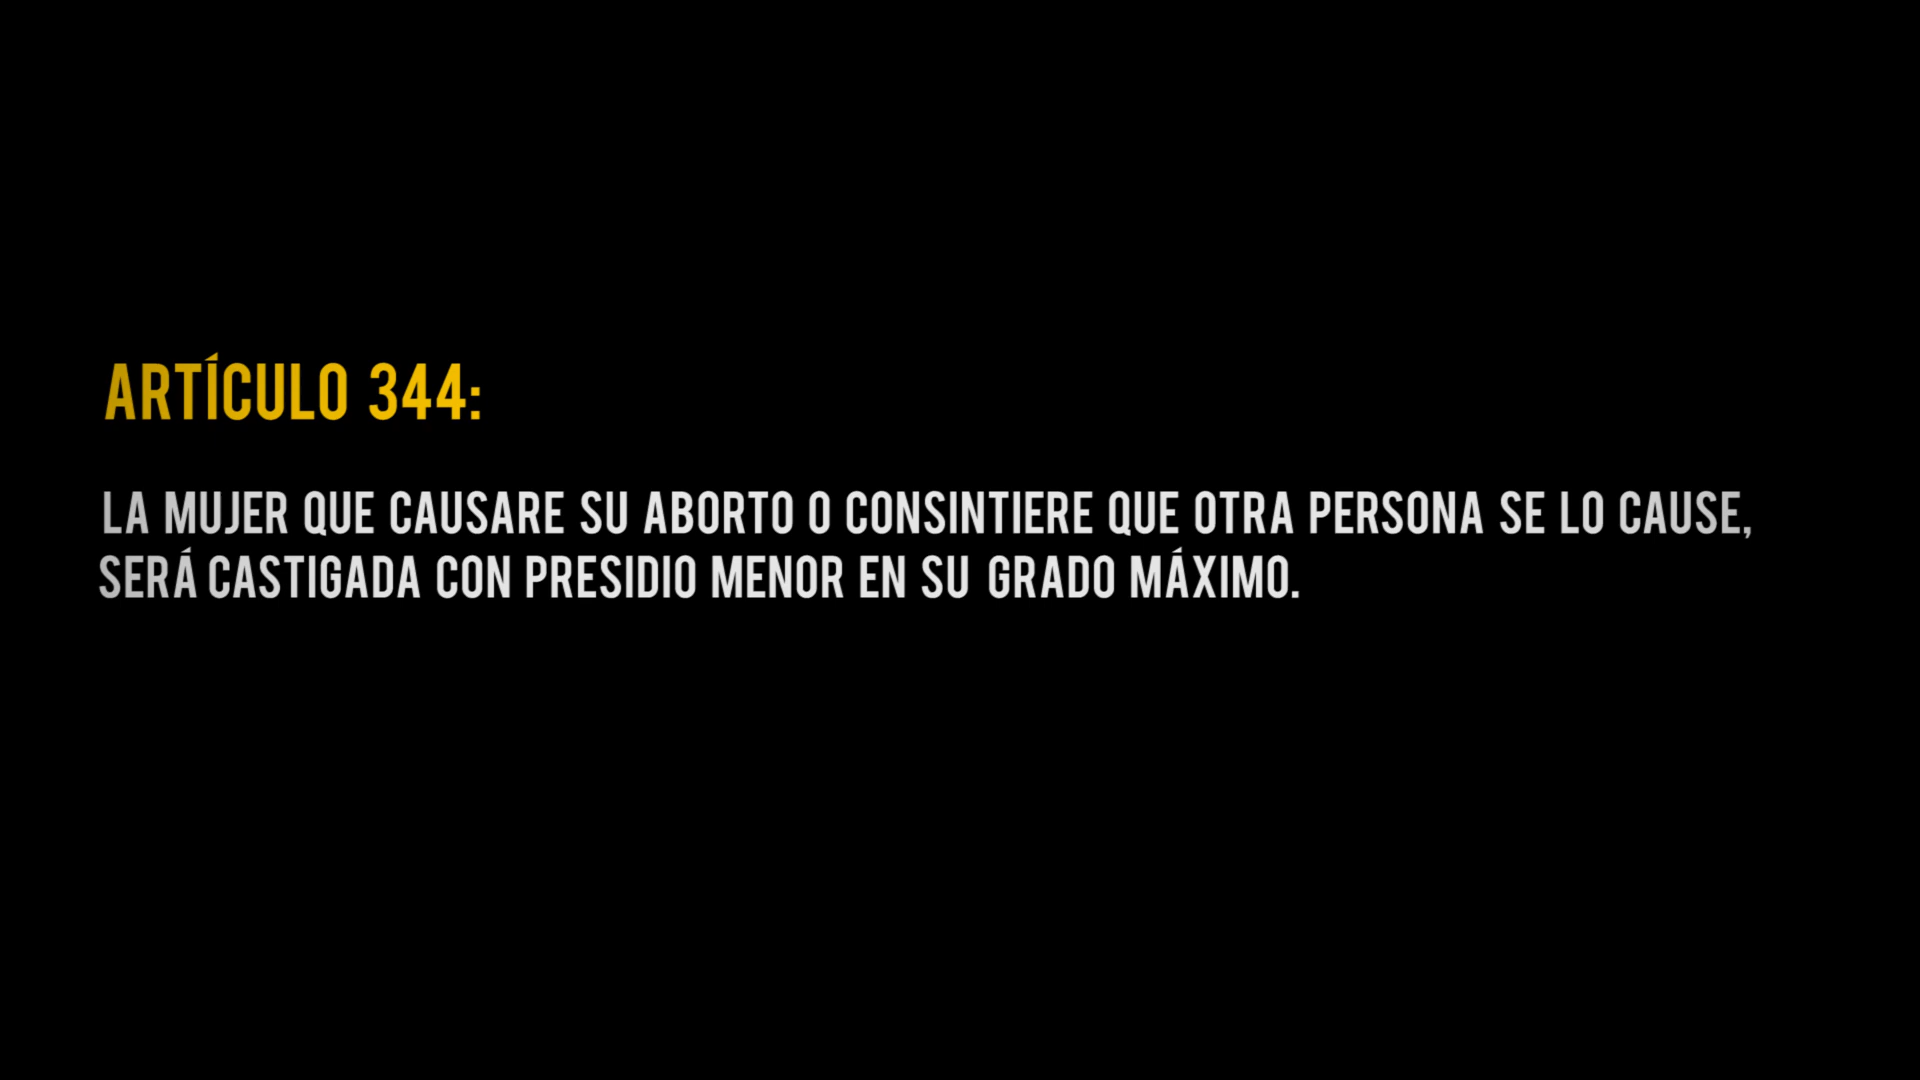 ARTÍCULO 344:
LA MUJER QUE CAUSARE SU ABORTO O CONSINTIERE QUE OTRA PERSONA SE LO CAUSE,
SERÁ CASTIGADA CON PRESIDIO MENOR EN SU GRADO MÁXIMO.